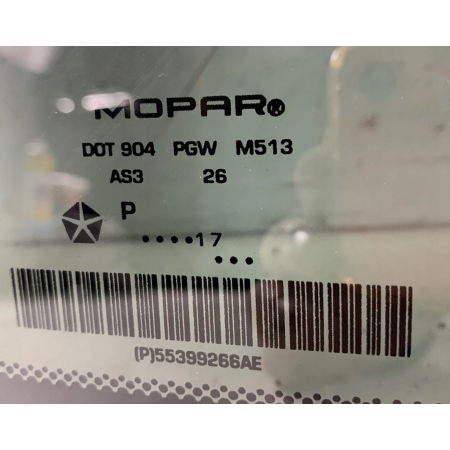 MOPAR®
DOT 904 PGW M513
AS3 26
P
••••17
•••
(P)55399266AE